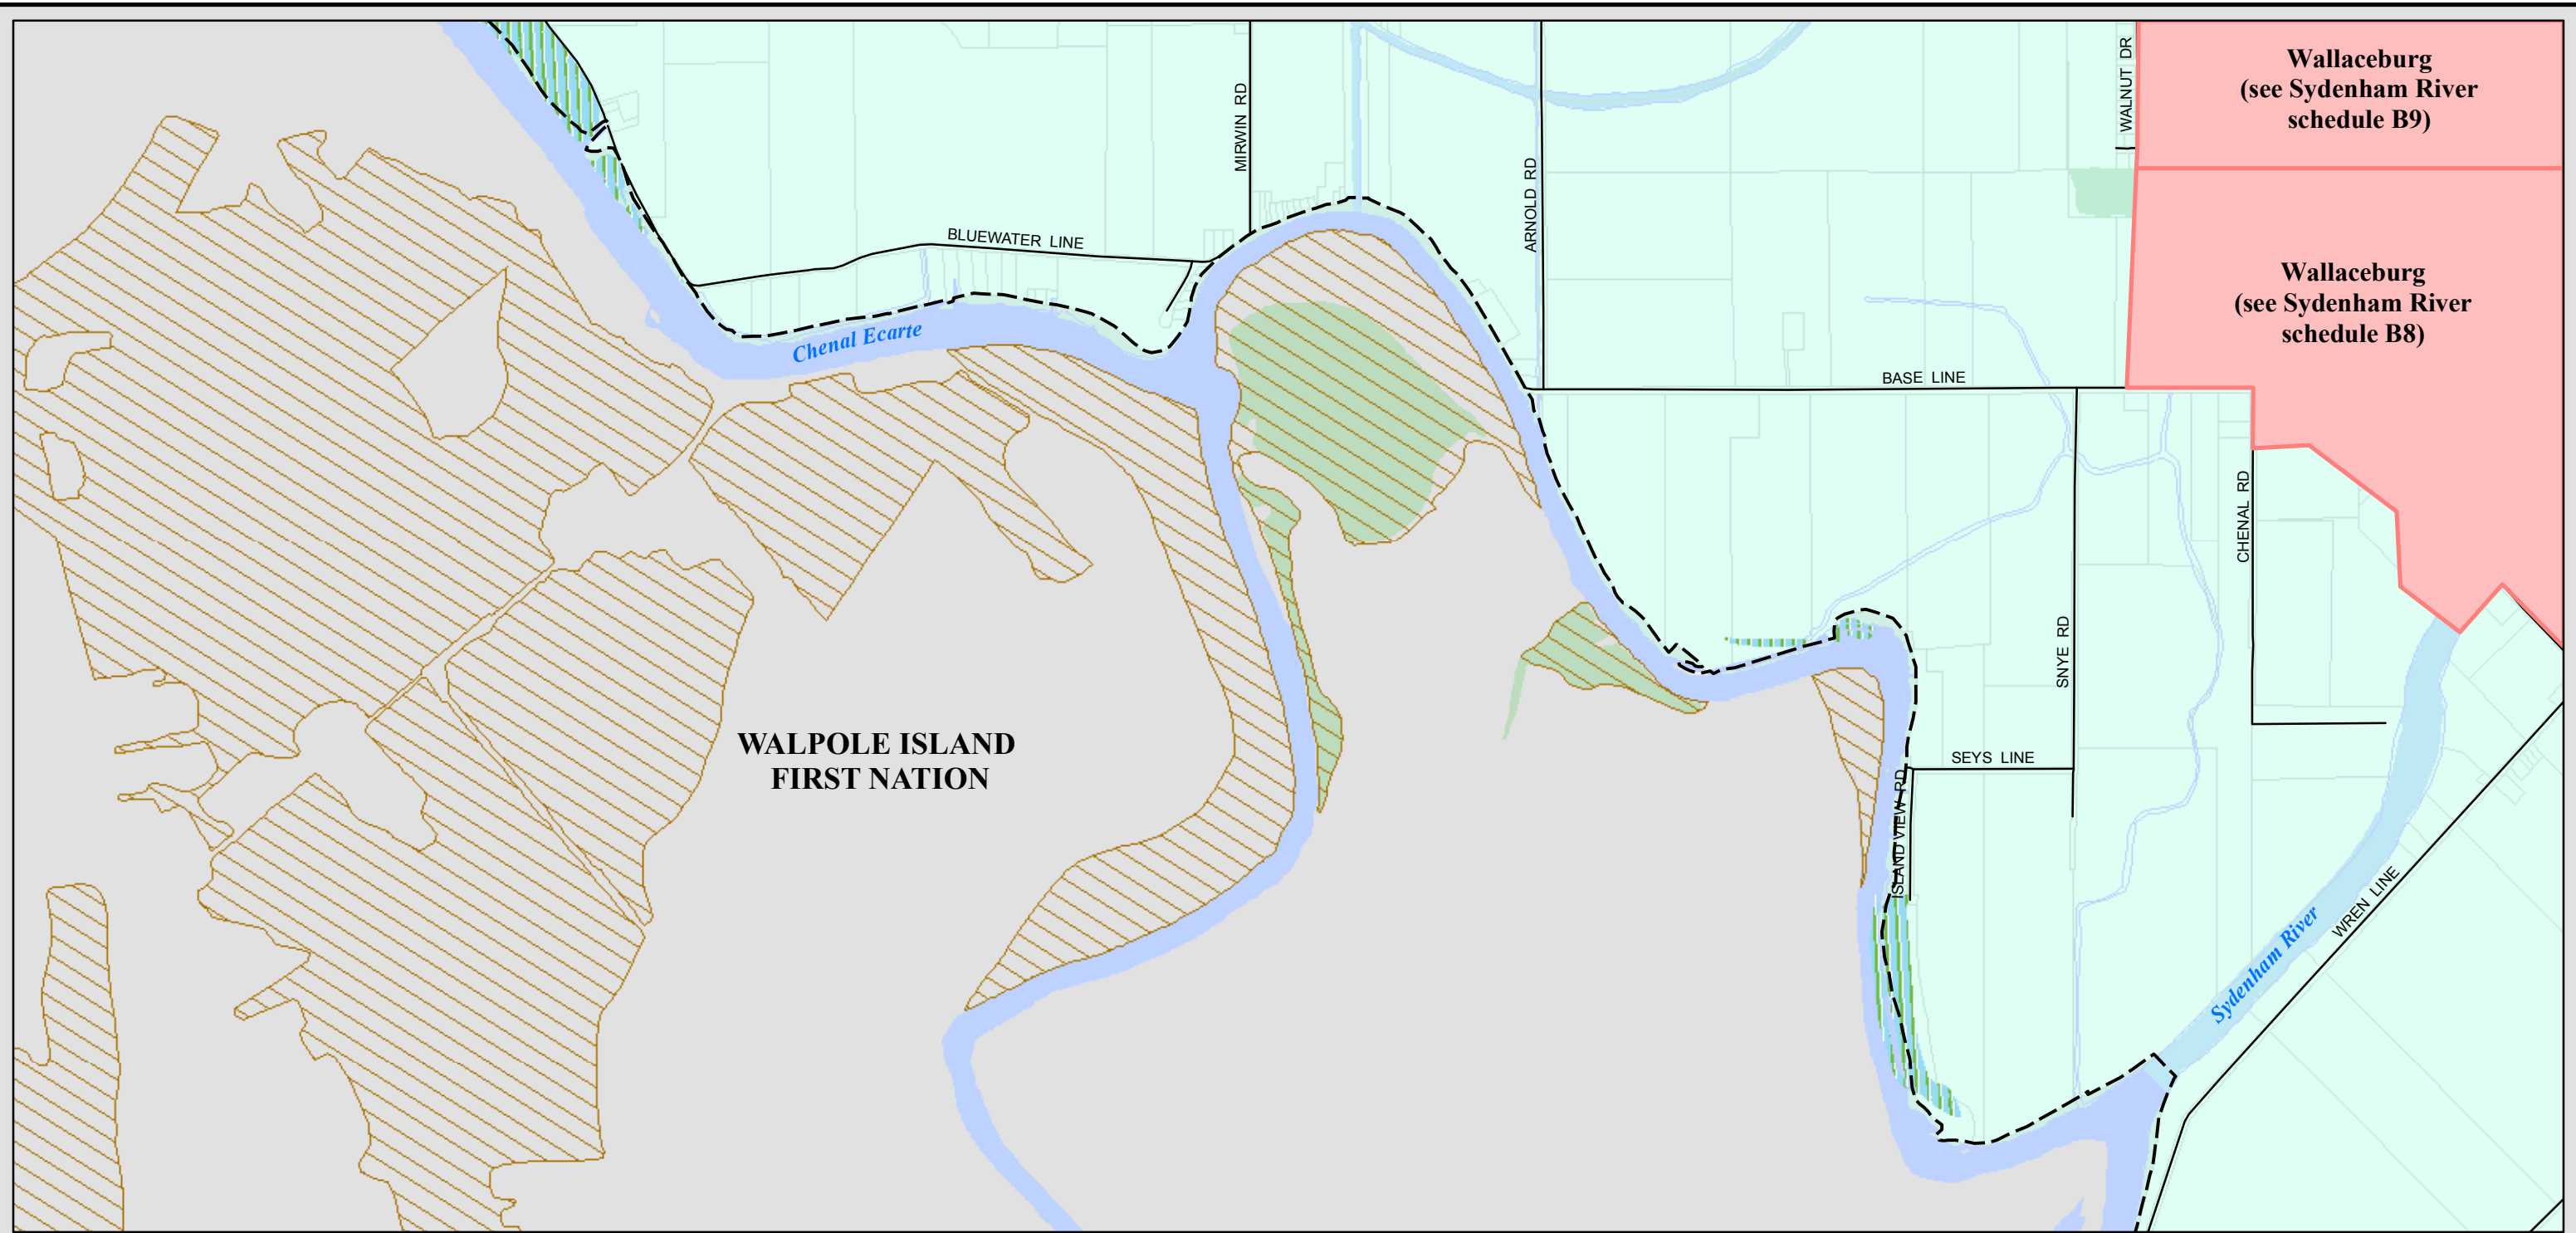 Wallaceburg
(see Sydenham River
schedule B9)
WALNUT DR
MIRWIN RD
ARNOLD RD
BLUEWATER LINE
Wallaceburg
(see Sydenham River
schedule B8)
Chenal Ecarte
BASE LINE
CHENAL RD
SNYE RD
WALPOLE ISLAND
FIRST NATION
SEYS LINE
ISLAND VIEW RD
WREN LINE
Sydenham River